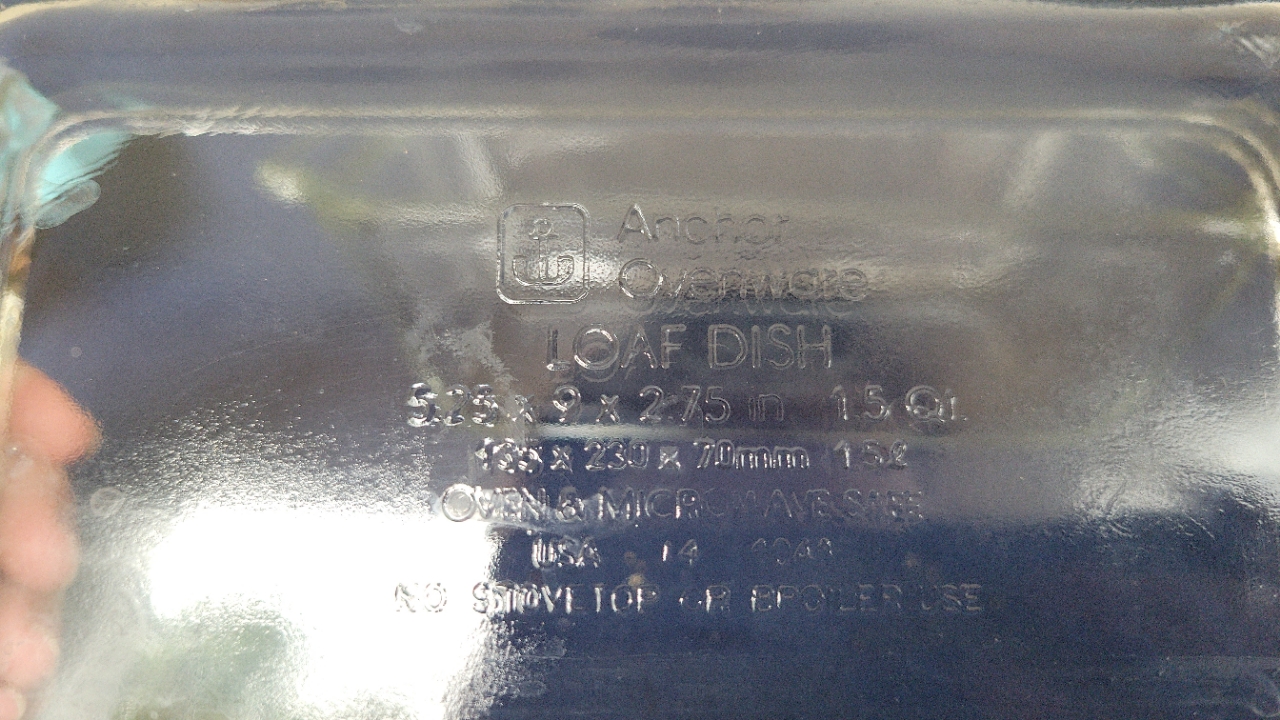 Anchor
Ovenware
LOAF DISH
5.25 x 9 x 2.75 in 1.5 Qt.
135 x 230 x 70mm 1.5ℓ
OVEN & MICROWAVE SAFE
USA 14
NO STOVETOP OR BROILER USE